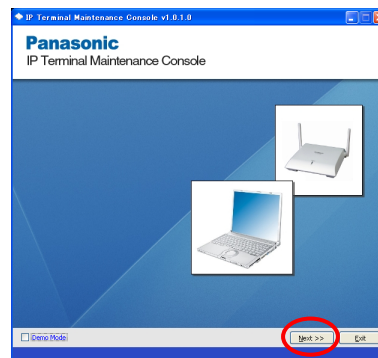 IP Terminal Maintenance Console v1.0.1.0
Panasonic
IP Terminal Maintenance Console
Demo Mode
Next >>
Exit